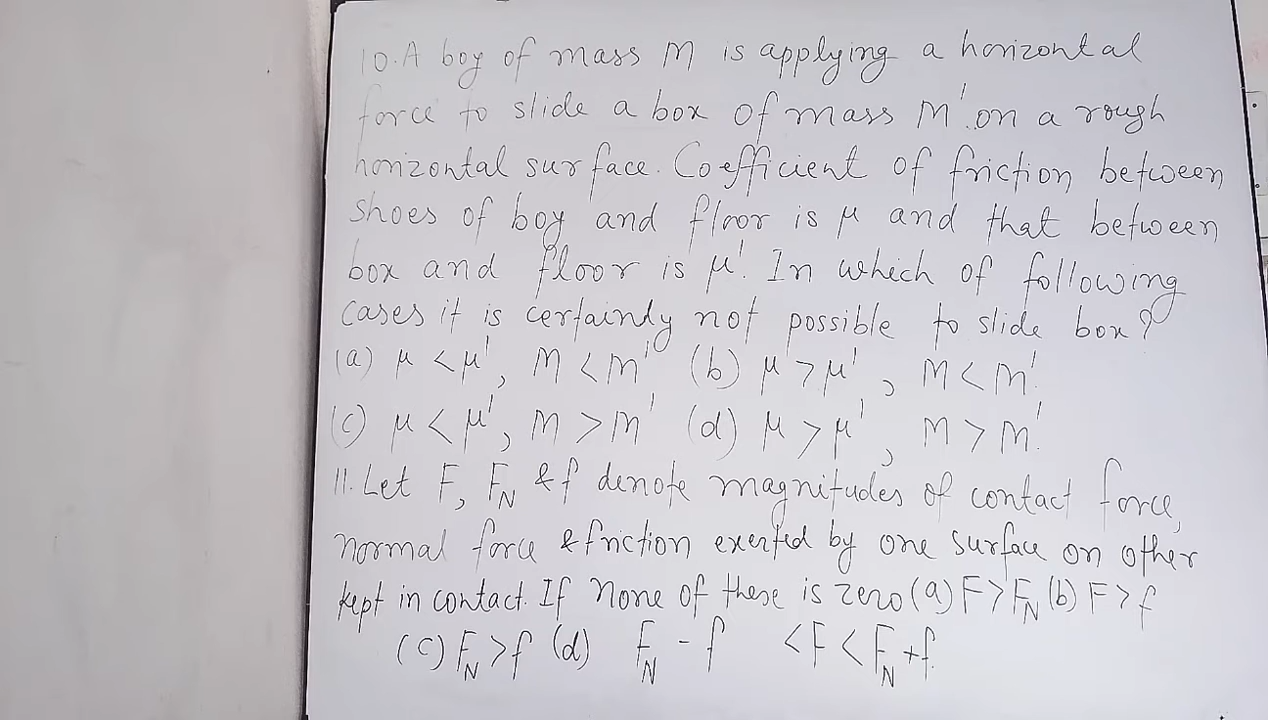 10. A boy of mass M is applying a horizontal
force to slide a box of mass M' on a rough
horizontal surface. Coefficient of friction between
shoes of boy and floor is μ and that between
box and floor is μ'. In which of following
cases it is certainly not possible to slide box?
(a) μ < μ', M < M' (b) μ > μ', M < M'
(c) μ < μ', M > M' (d) μ > μ', M > M'.
11. Let F, F_N & f denote magnitudes of contact force,
normal force & friction exerted by one surface on other
kept in contact. If none of these is zero (a) F > F_N (b) F > f
(c) F_N > f (d) F_N - f < F < F_N + f.